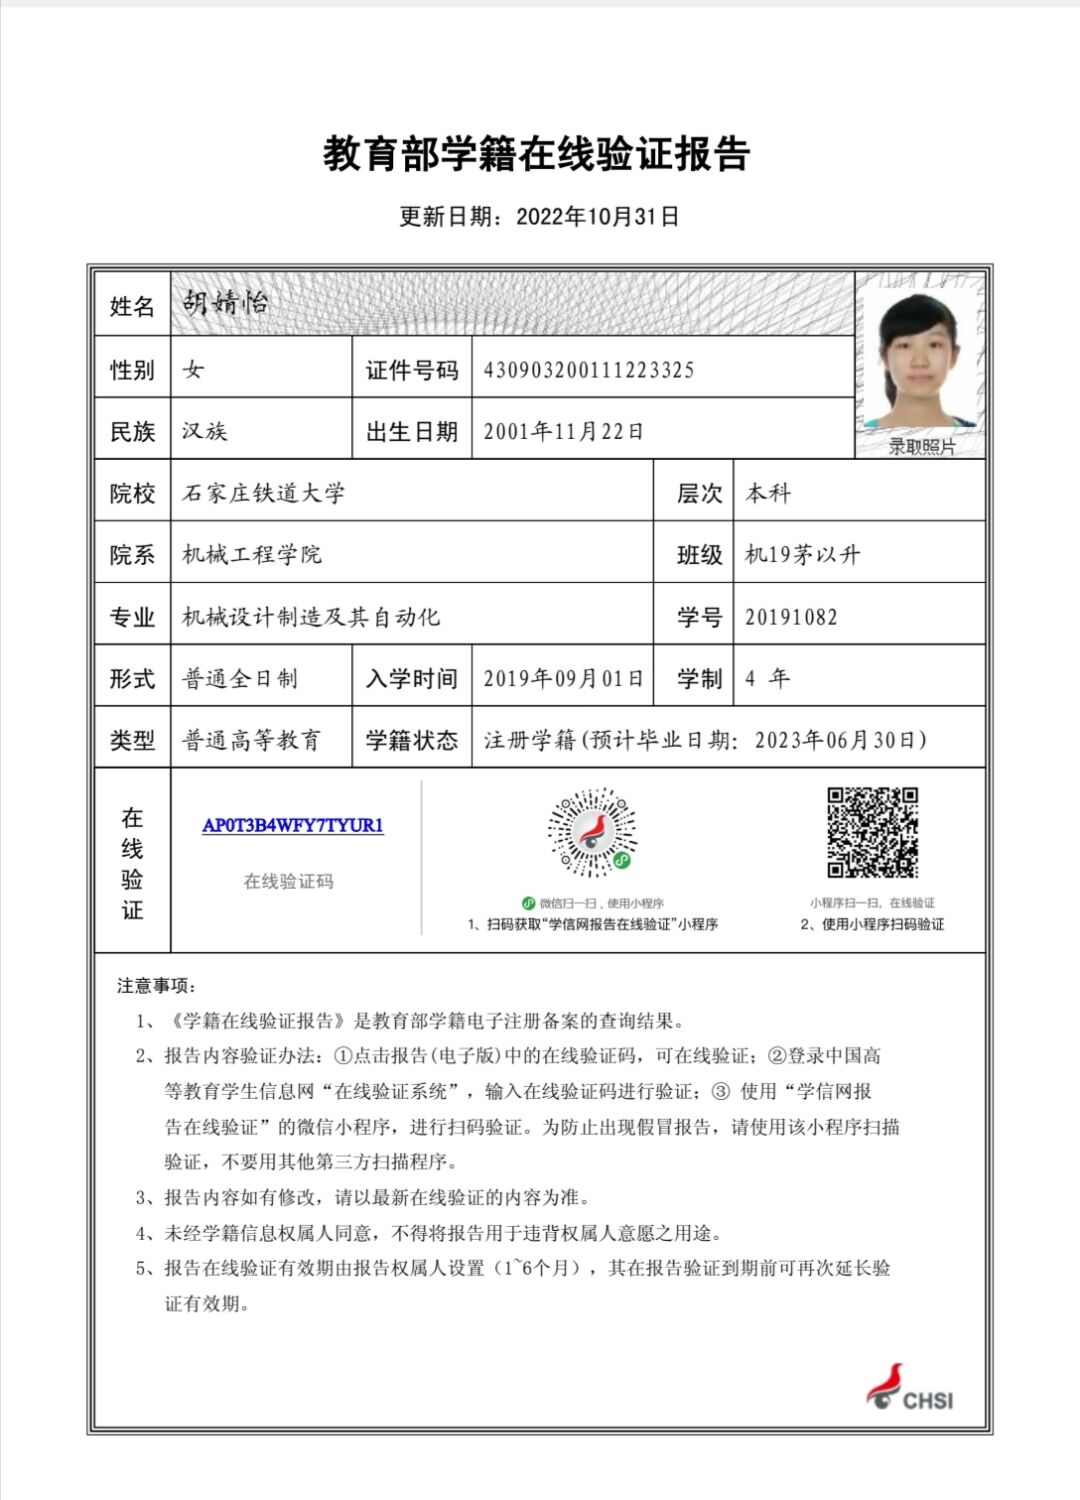 教育部学籍在线验证报告
更新日期：2022年10月31日
姓名 胡婧怡
性别 女 证件号码 430903200111223325
民族 汉族 出生日期 2001年11月22日
录取照片
院校 石家庄铁道大学 层次 本科
院系 机械工程学院 班级 机19茅以升
专业 机械设计制造及其自动化 学号 20191082
形式 普通全日制 入学时间 2019年09月01日 学制 4 年
类型 普通高等教育 学籍状态 注册学籍(预计毕业日期：2023年06月30日)
在线验证
AP0T3B4WFY7TYUR1
在线验证码
微信扫一扫，使用小程序
1、扫码获取“学信网报告在线验证”小程序
小程序扫一扫，在线验证
2、使用小程序扫码验证
注意事项：
1、《学籍在线验证报告》是教育部学籍电子注册备案的查询结果。
2、报告内容验证办法：①点击报告(电子版)中的在线验证码，可在线验证；②登录中国高
等教育学生信息网“在线验证系统”，输入在线验证码进行验证；③ 使用“学信网报
告在线验证”的微信小程序，进行扫码验证。为防止出现假冒报告，请使用该小程序扫描
验证，不要用其他第三方扫描程序。
3、报告内容如有修改，请以最新在线验证的内容为准。
4、未经学籍信息权属人同意，不得将报告用于违背权属人意愿之用途。
5、报告在线验证有效期由报告权属人设置（1~6个月），其在报告验证到期前可再次延长验
证有效期。
CHSI